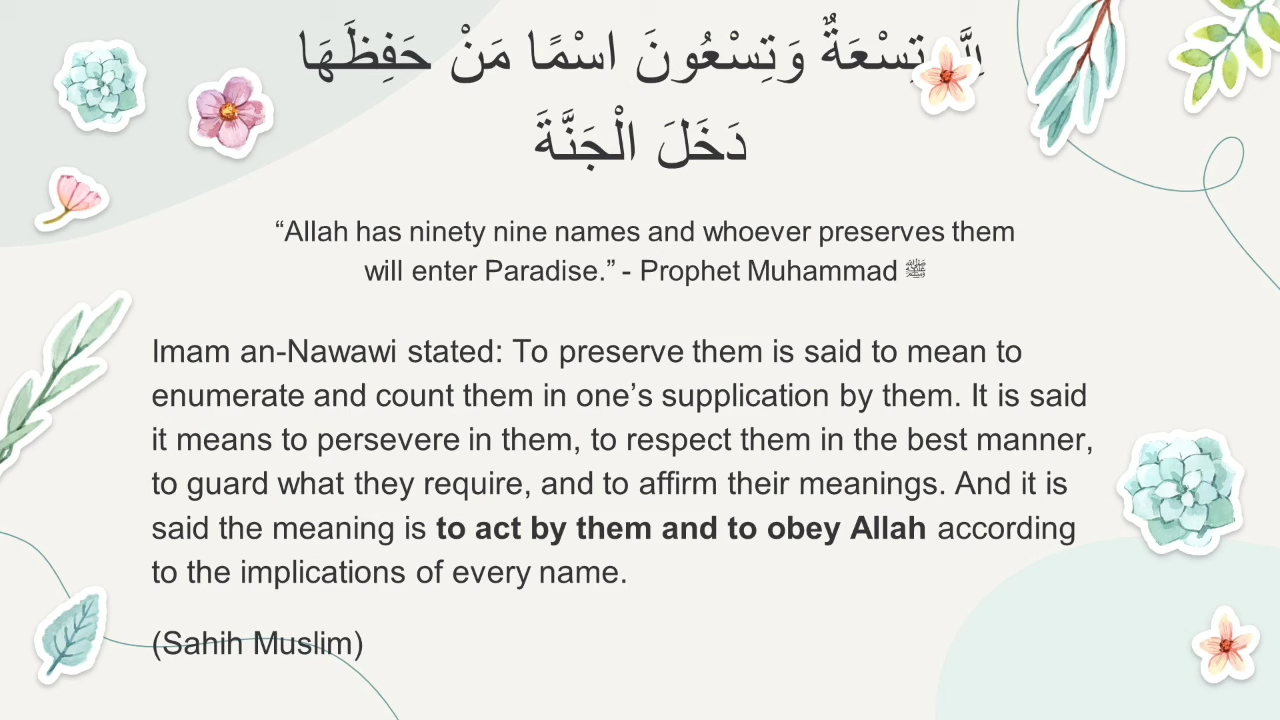 تِسْعَةٌ وَتِسْعُونَ اسْمًا مَنْ حَفِظَهَا
دَخَلَ الْجَنَّةَ
“Allah has ninety nine names and whoever preserves them
will enter Paradise.” - Prophet Muhammad ﷺ
Imam an-Nawawi stated: To preserve them is said to mean to
enumerate and count them in one’s supplication by them. It is said
it means to persevere in them, to respect them in the best manner,
to guard what they require, and to affirm their meanings. And it is
said the meaning is to act by them and to obey Allah according
to the implications of every name.
(Sahih Muslim)